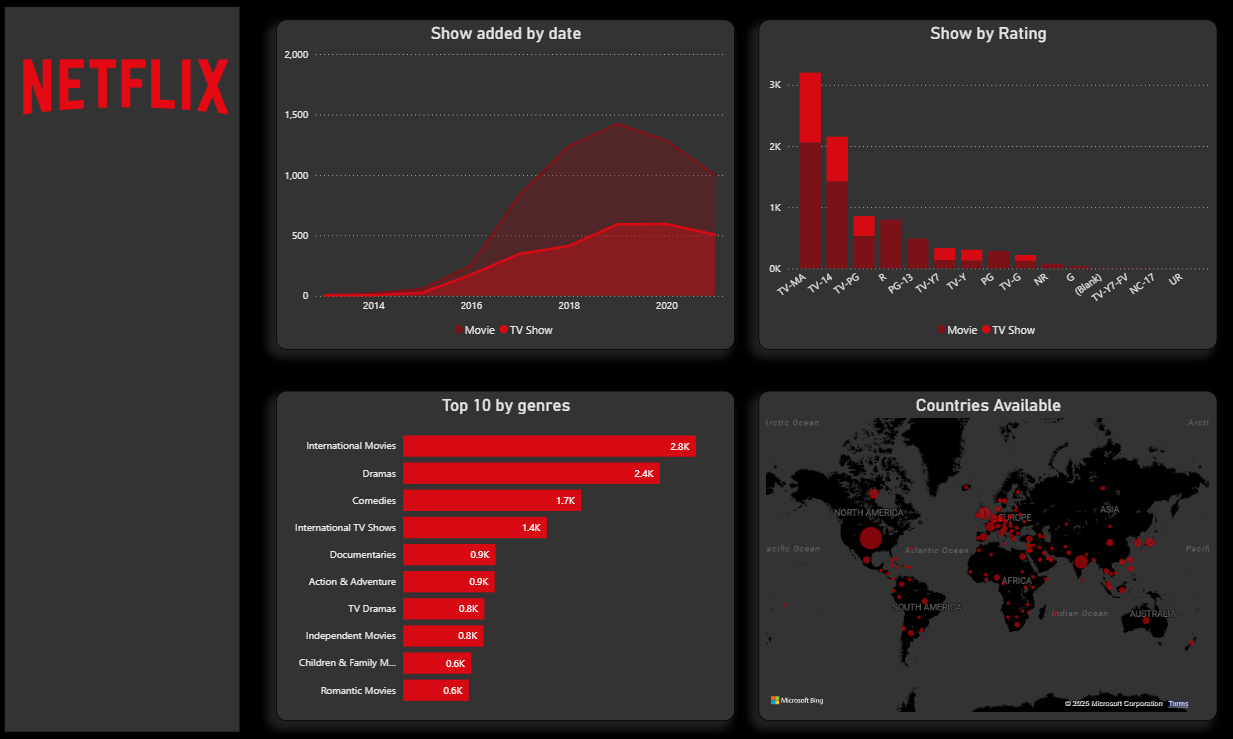 NETFLIX
Show added by date
2,000
1,500
1,000
500
0
2014 2016 2018 2020
Movie TV Show
Show by Rating
3K
2K
1K
0K
TV-MA TV-14 TV-PG R PG-13 TV-Y7 TV-Y PG TV-G NR G (Blank) TV-Y7-FV NC-17 UR
Movie TV Show
Top 10 by genres
International Movies 2.8K
Dramas 2.4K
Comedies 1.7K
International TV Shows 1.4K
Documentaries 0.9K
Action & Adventure 0.9K
TV Dramas 0.8K
Independent Movies 0.8K
Children & Family M... 0.6K
Romantic Movies 0.6K
Countries Available
Arctic Ocean Arcti
NORTH AMERICA EUROPE ASIA
acific Ocean Atlantic Ocean Pacifi
AFRICA
SOUTH AMERICA Indian Ocean AUSTRALIA
Microsoft Bing
© 2025 Microsoft Corporation Terms